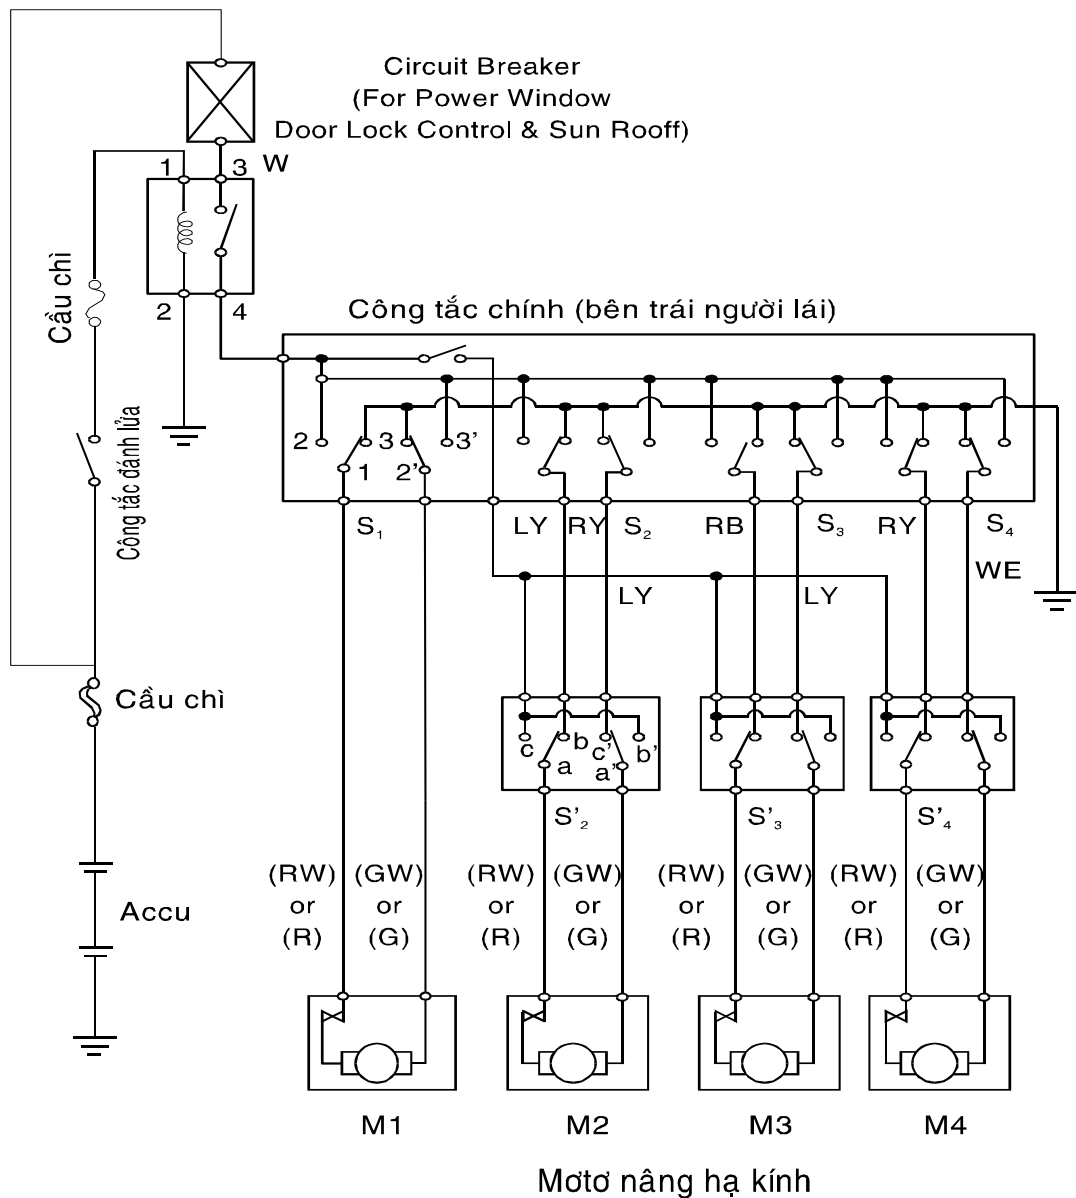 Circuit Breaker
(For Power Window
Door Lock Control & Sun Rooff)
1 3 W
Cầu chì
2 4
Công tắc chính (bên trái người lái)
Công tắc đánh lửa
2 3 3'
1 2'
S1 LY RY S2 RB S3 RY S4
WE
LY LY
Cầu chì
c b c' b'
a a'
S'2 S'3 S'4
(RW) (GW) (RW) (GW) (RW) (GW) (RW) (GW)
or or or or or or or or
(R) (G) (R) (G) (R) (G) (R) (G)
Accu
M1 M2 M3 M4
Mơtơ nâng hạ kính